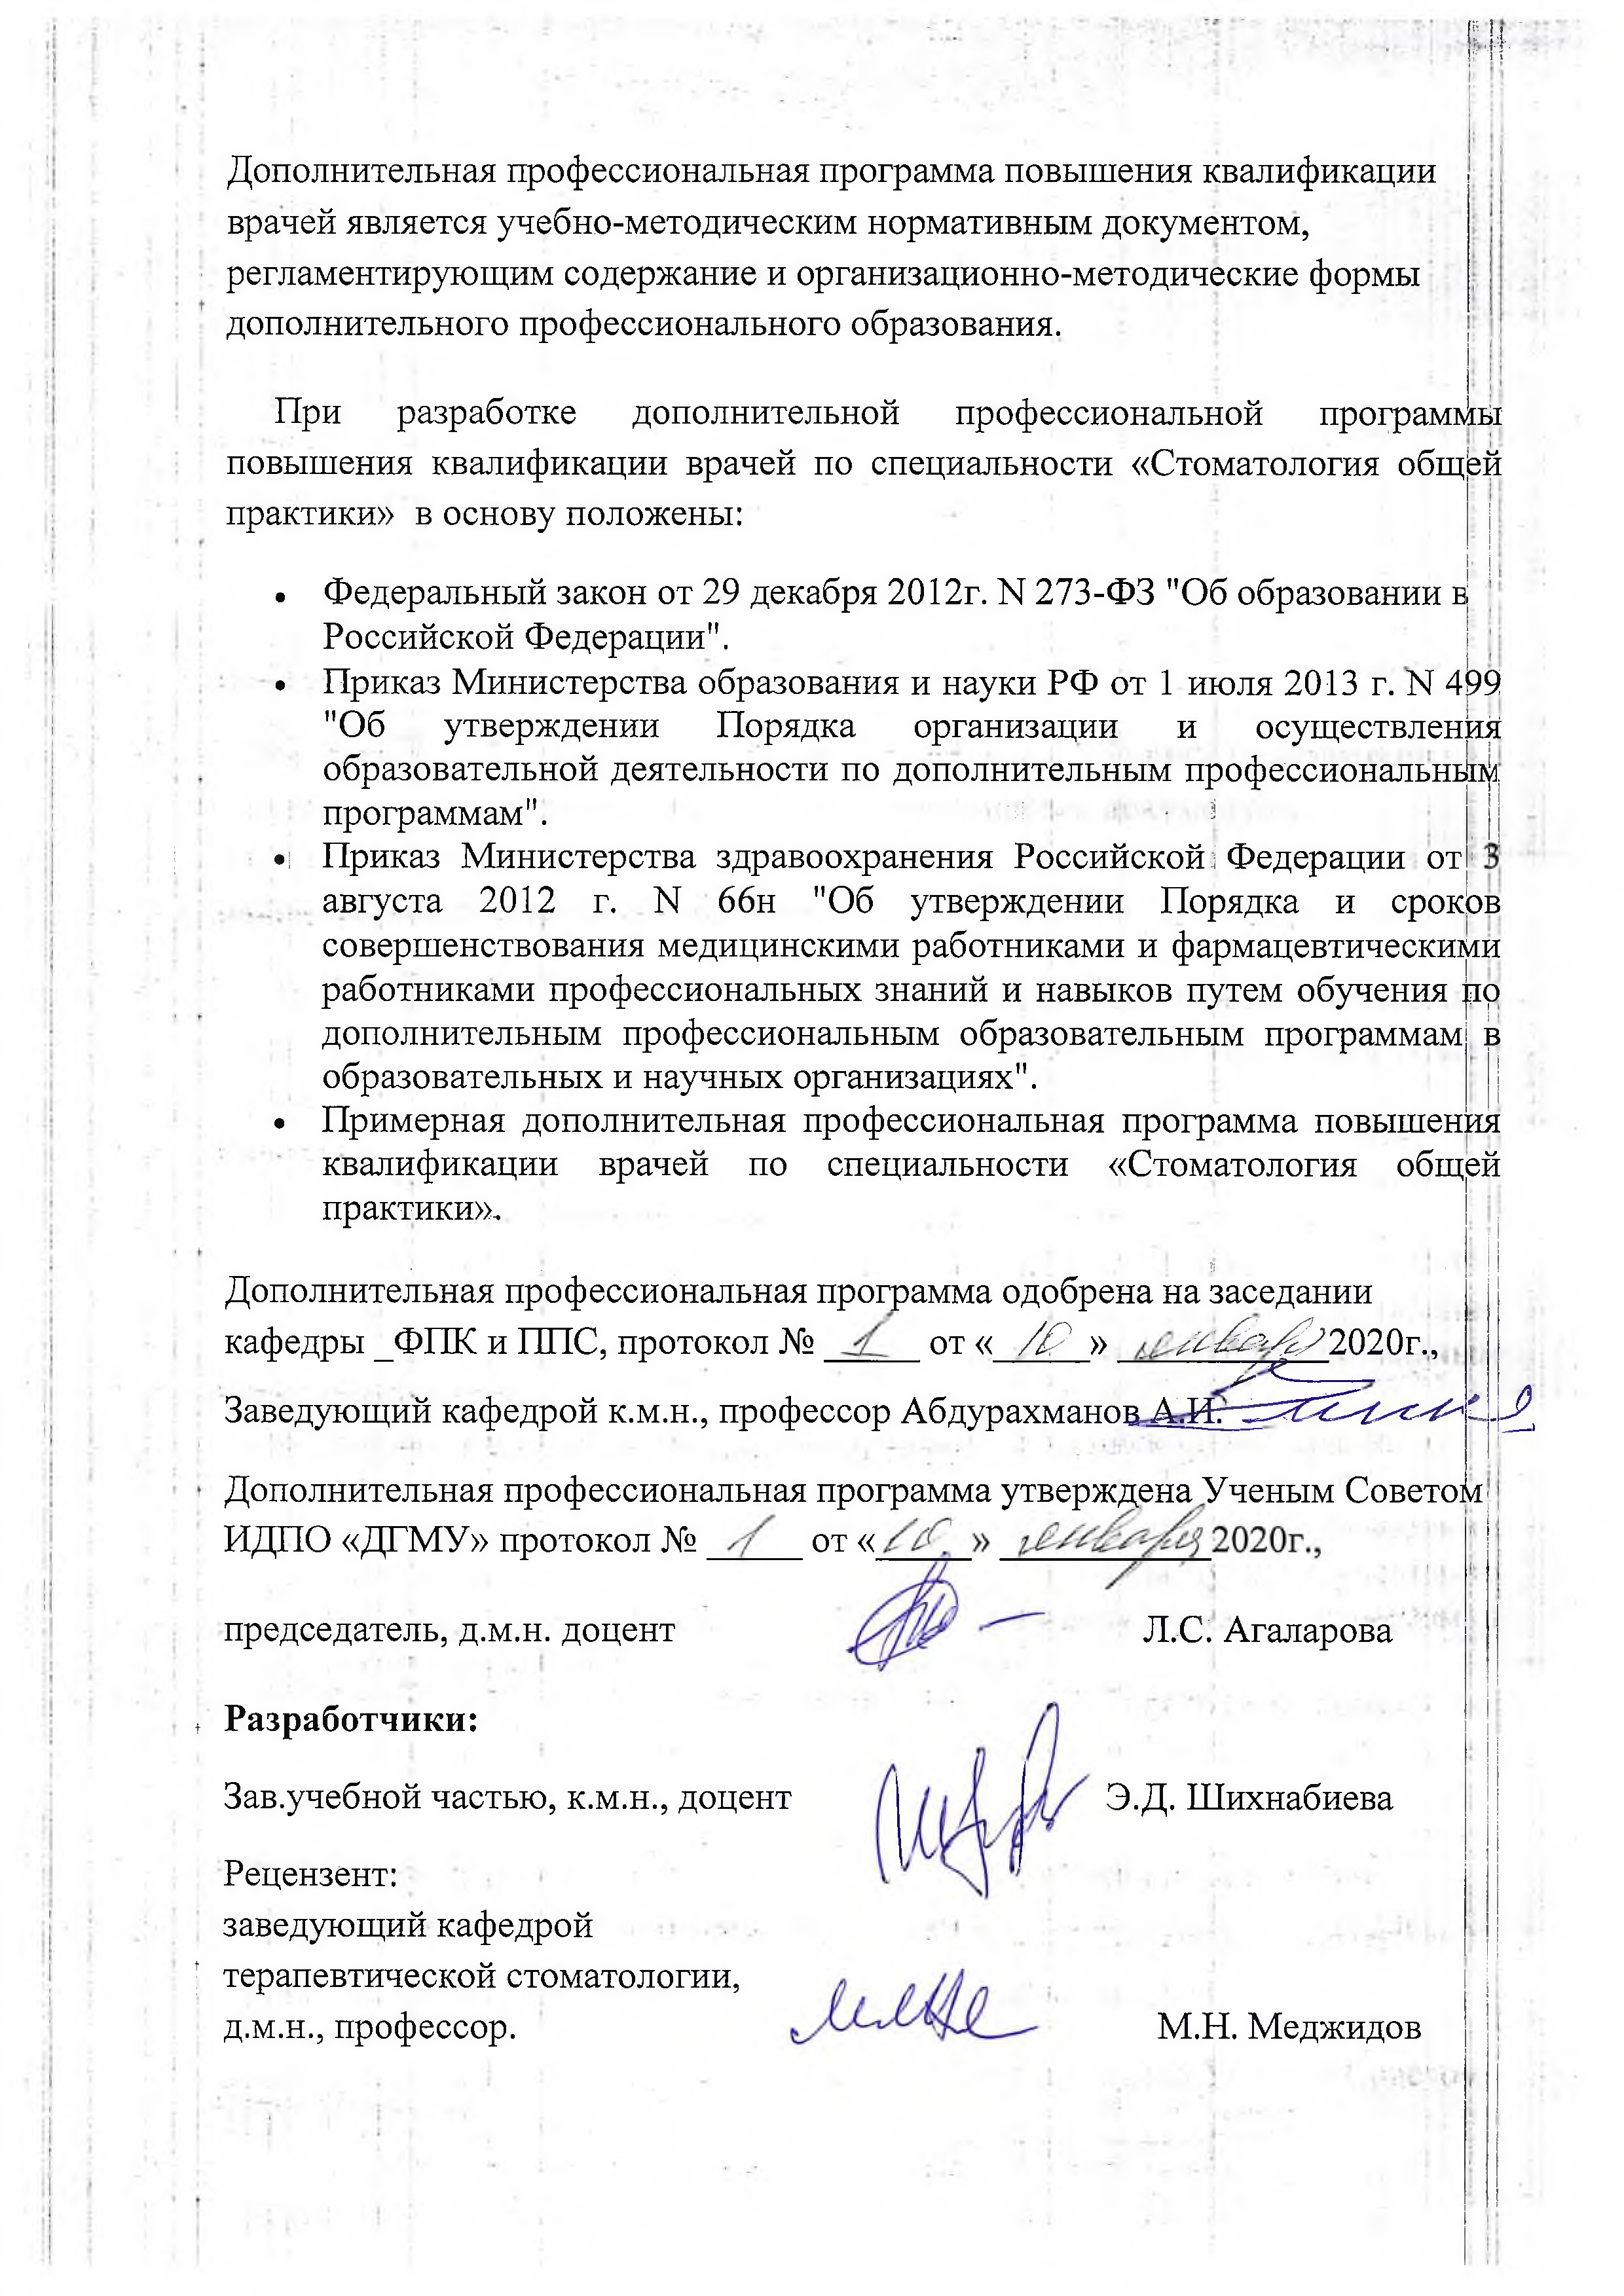 Дополнительная профессиональная программа повышения квалификации
врачей является учебно-методическим нормативным документом,
регламентирующим содержание и организационно-методические формы
дополнительного профессионального образования.
При разработке дополнительной профессиональной программы
повышения квалификации врачей по специальности «Стоматология общей
практики» в основу положены:
• Федеральный закон от 29 декабря 2012г. N 273-ФЗ "Об образовании в
Российской Федерации".
• Приказ Министерства образования и науки РФ от 1 июля 2013 г. N 499
"Об утверждении Порядка организации и осуществления
образовательной деятельности по дополнительным профессиональным
программам".
• Приказ Министерства здравоохранения Российской Федерации от 3
августа 2012 г. N 66н "Об утверждении Порядка и сроков
совершенствования медицинскими работниками и фармацевтическими
работниками профессиональных знаний и навыков путем обучения по
дополнительным профессиональным образовательным программам в
образовательных и научных организациях".
• Примерная дополнительная профессиональная программа повышения
квалификации врачей по специальности «Стоматология общей
практики».
Дополнительная профессиональная программа одобрена на заседании
кафедры _ФПК и ППС, протокол № 1 от «10» января 2020г.,
Заведующий кафедрой к.м.н., профессор Абдурахманов А.И.
Дополнительная профессиональная программа утверждена Ученым Советом
ИДПО «ДГМУ» протокол № 1 от «10» января 2020г.,
председатель, д.м.н. доцент Л.С. Агаларова
Разработчики:
Зав.учебной частью, к.м.н., доцент Э.Д. Шихнабиева
Рецензент:
заведующий кафедрой
терапевтической стоматологии,
д.м.н., профессор. М.Н. Меджидов